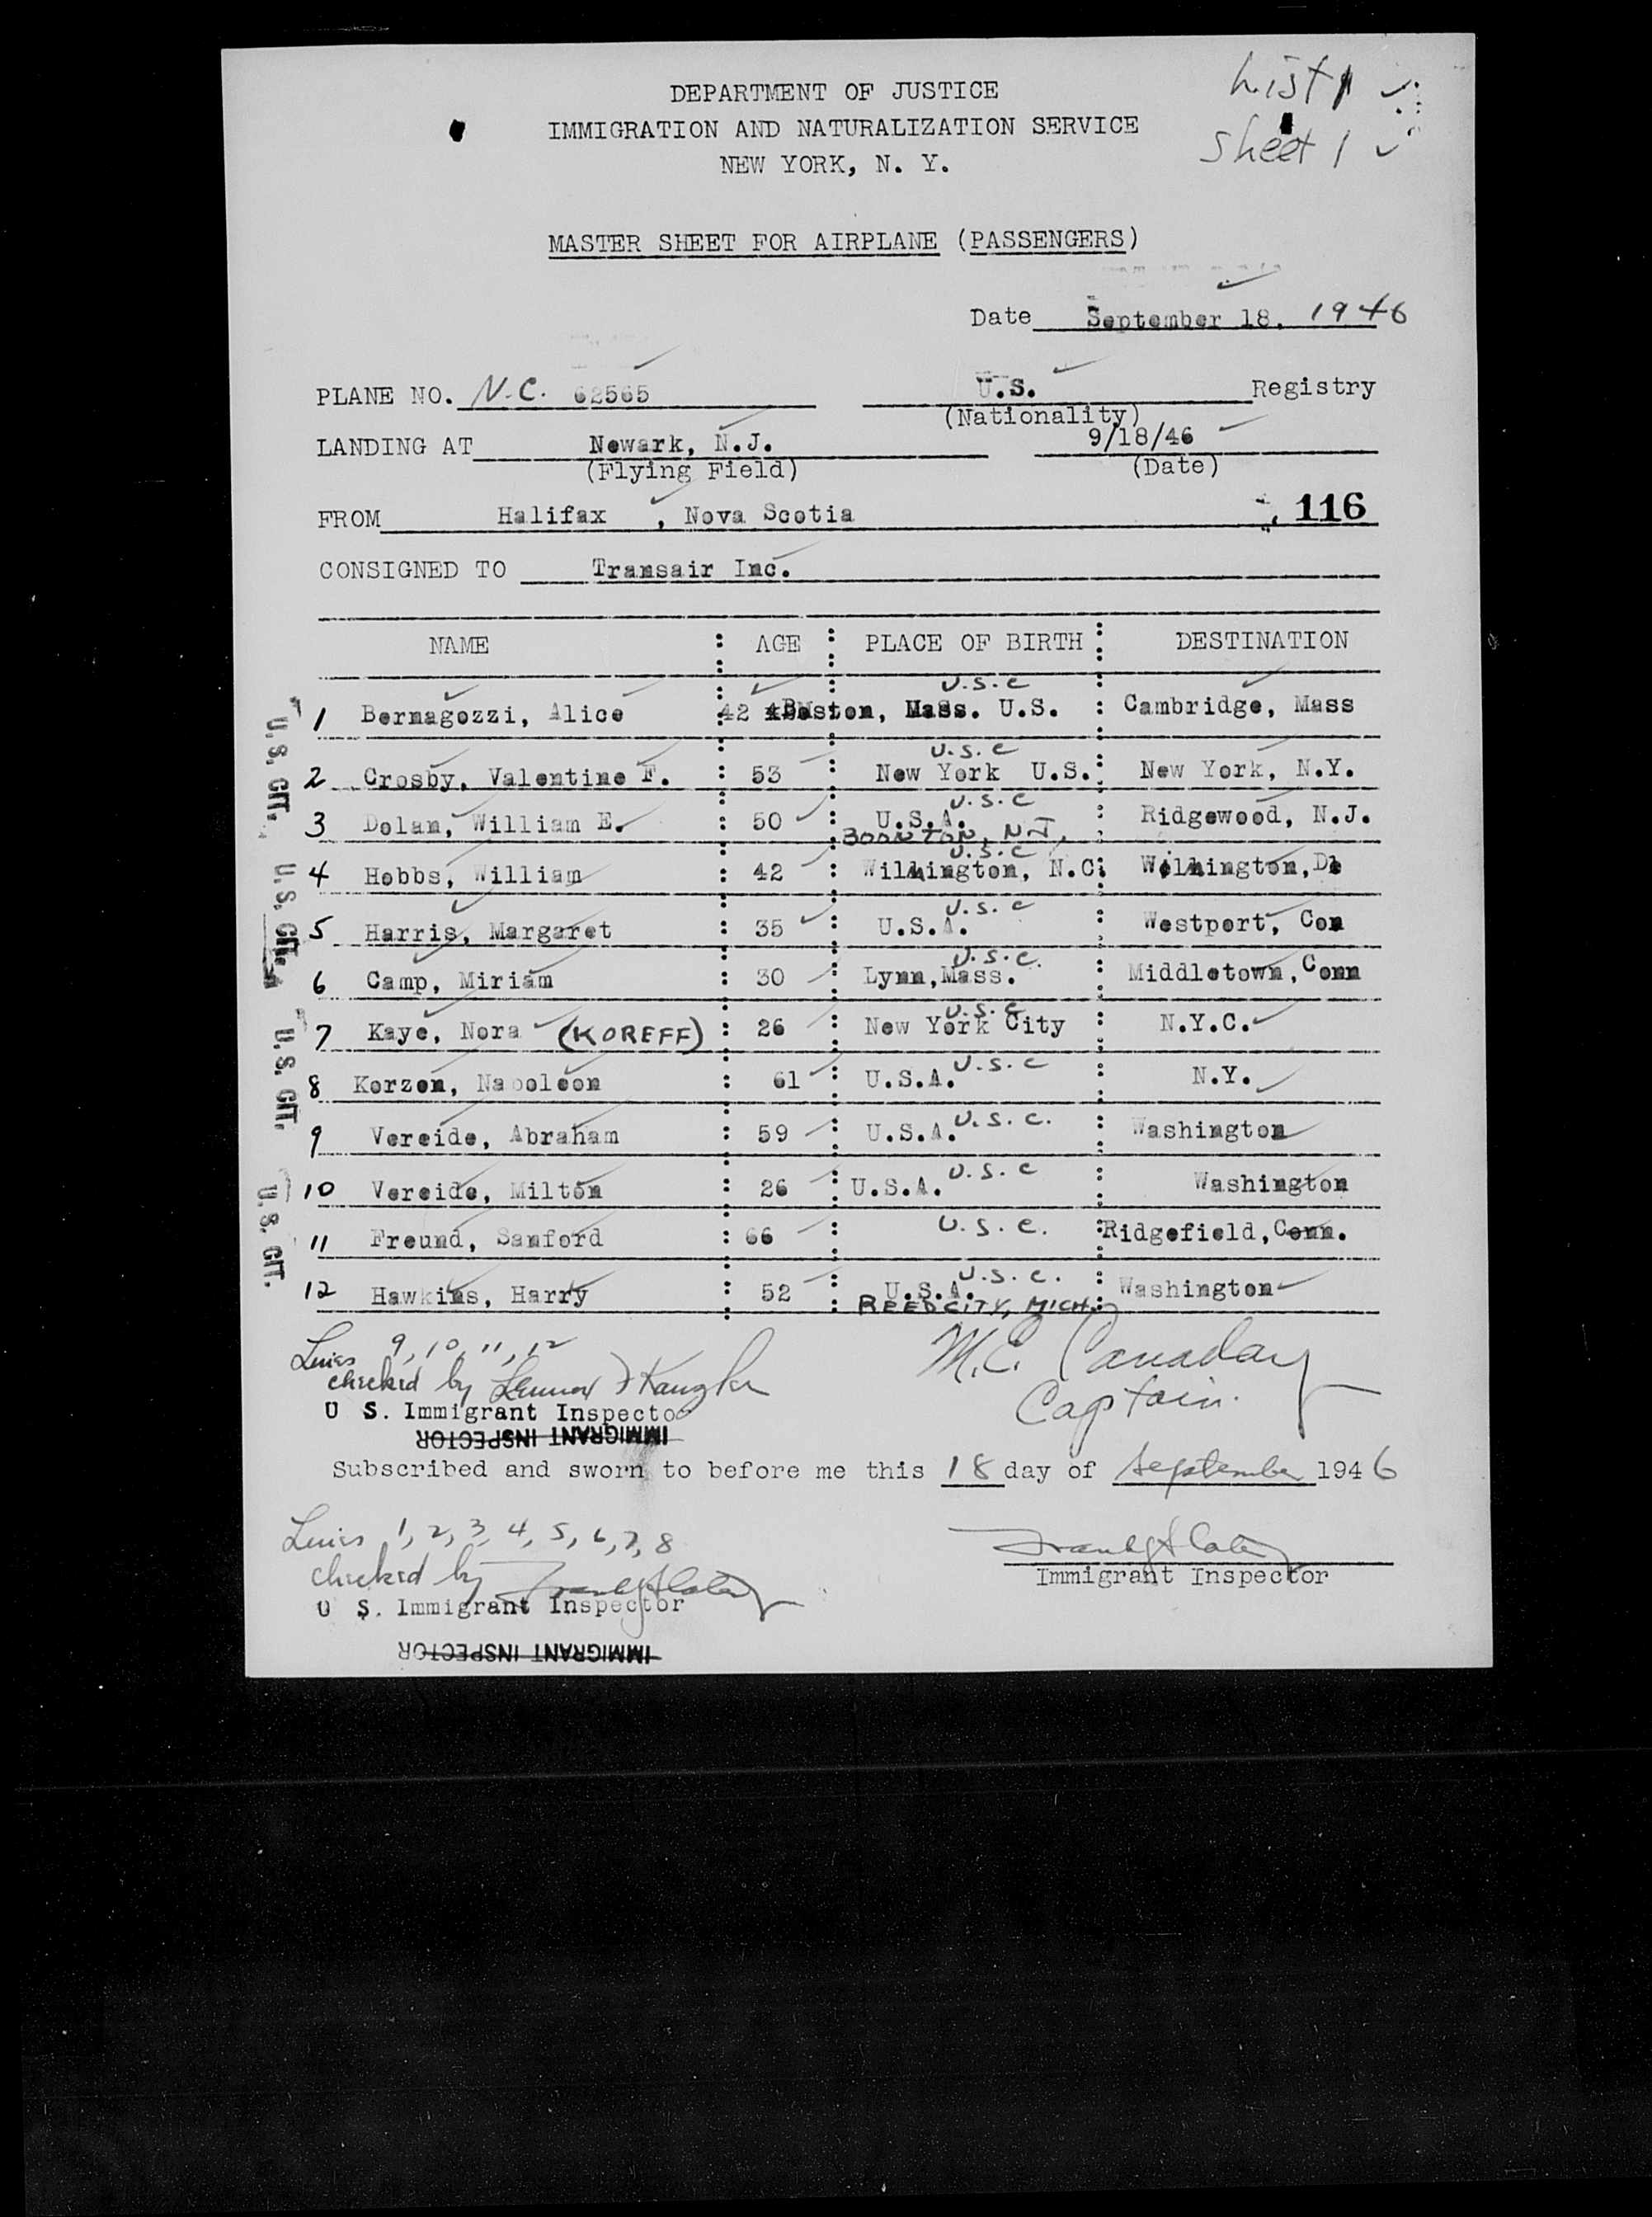 List 1
Sheet 1
DEPARTMENT OF JUSTICE
IMMIGRATION AND NATURALIZATION SERVICE
NEW YORK, N. Y.
MASTER SHEET FOR AIRPLANE (PASSENGERS)
Date September 18, 1946
PLANE NO. N.C. 62565 U.S. Registry
(Nationality)
LANDING AT Newark, N.J. 9/18/46
(Flying Field) (Date)
FROM Halifax , Nova Scotia 116
CONSIGNED TO Transair Inc.
NAME : AGE : PLACE OF BIRTH : DESTINATION
U.S.C
1 Bernagozzi, Alice 42 Boston, Mass. U.S. : Cambridge, Mass
U.S.C
2 Crosby, Valentine F. : 53 : New York U.S. : New York, N.Y.
U.S.C
3 Dolan, William E. : 50 : U.S.A. : Ridgewood, N.J.
BOONTON, N.J.
U.S.C
4 Hobbs, William : 42 : Wilmington, N.C : Wilmington, Dl
U.S.C
5 Harris, Margaret : 35 : U.S.A. : Westport, Con
U.S.C.
6 Camp, Miriam : 30 : Lynn, Mass. : Middletown, Conn
U.S.C
7 Kaye, Nora (KOREFF) : 26 : New York City : N.Y.C.
8 Korzon, Napoleon : 61 : U.S.A. U.S.C : N.Y.
9 Vereide, Abraham : 59 : U.S.A. U.S.C. : Washington
10 Vereide, Milton : 26 : U.S.A. U.S.C : Washington
11 Freund, Sanford : 66 : U.S.C. : Ridgefield, Conn.
12 Hawkins, Harry : 52 : U.S.A. U.S.C. : Washington
REED CITY, MICH.
U.S. CIT.
U.S. CIT.
U.S. CIT.
U.S. CIT.
Lines 9, 10, 11, 12
checked by
U S. Immigrant Inspector
IMMIGRANT INSPECTOR
M.E. Canaday
Captain.
Subscribed and sworn to before me this 18 day of September 1946
Lines 1, 2, 3, 4, 5, 6, 7, 8
checked by
U S. Immigrant Inspector
IMMIGRANT INSPECTOR
Immigrant Inspector